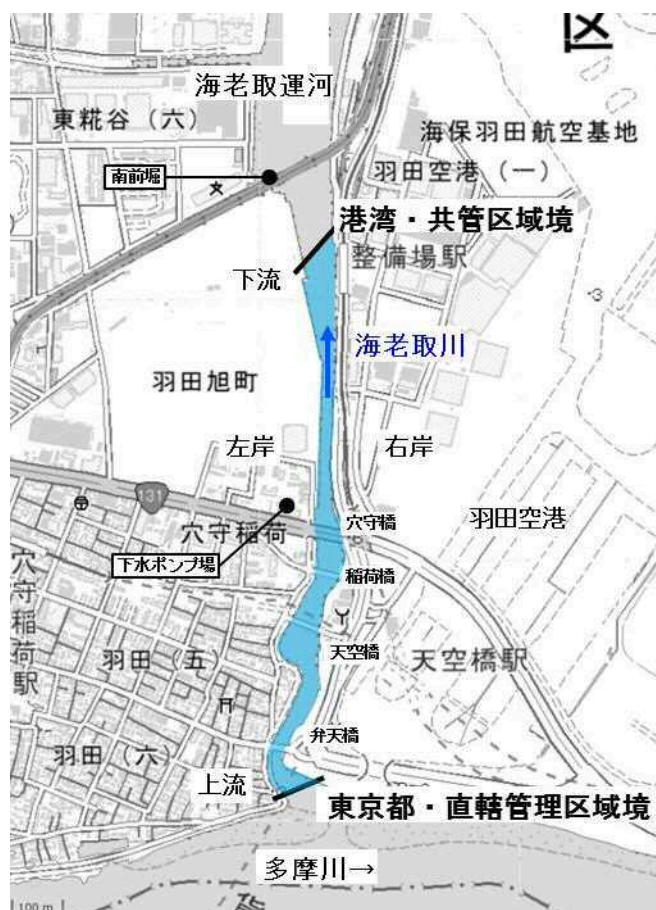 区
海老取運河
東糀谷（六）
海保羽田航空基地
羽田空港（一）
南前堀
文
港湾・共管区域境
整備場駅
下流
海老取川
羽田旭町
左岸
右岸
131
羽田空港
穴守橋
穴守稲荷
下水ポンプ場
稲荷橋
穴守稲荷駅
羽田（五）
天空橋
天空橋駅
弁天橋
羽田（六）
上流
東京都・直轄管理区域境
多摩川→
100 m